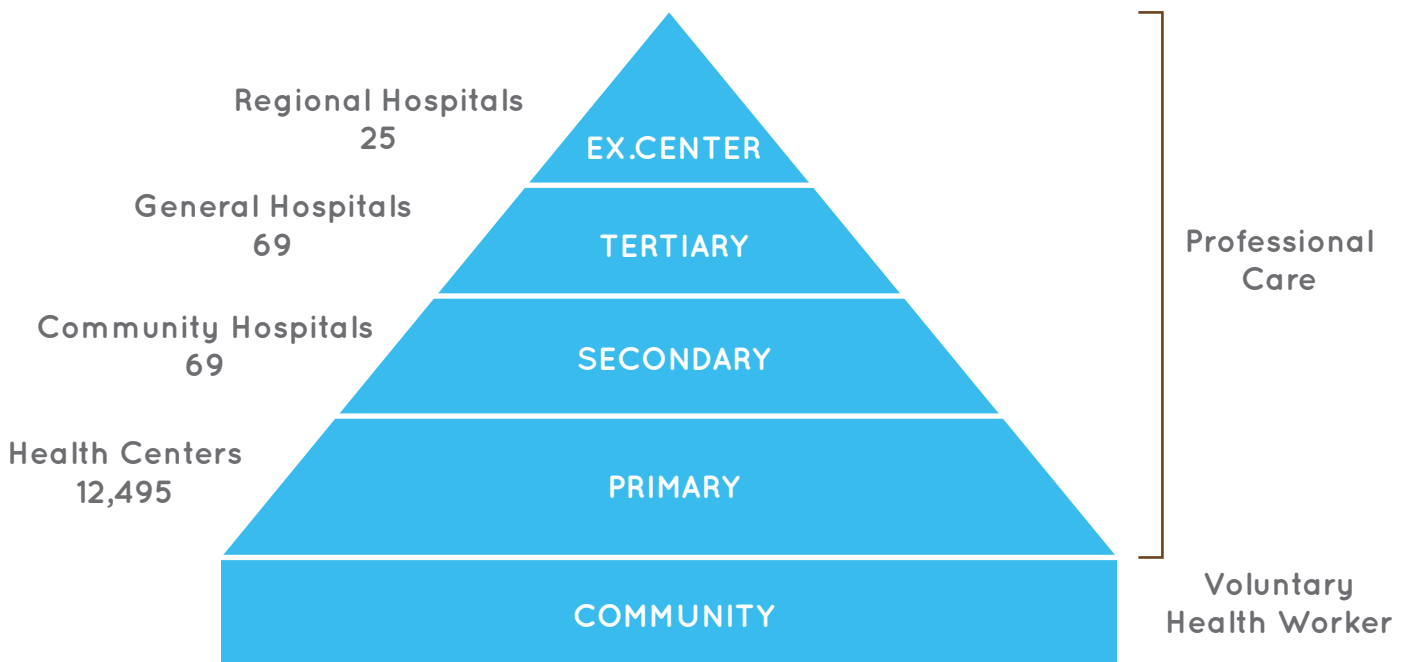 Regional Hospitals
25
EX.CENTER
General Hospitals
69
TERTIARY
Professional
Care
Community Hospitals
69
SECONDARY
Health Centers
12,495
PRIMARY
Voluntary
Health Worker
COMMUNITY